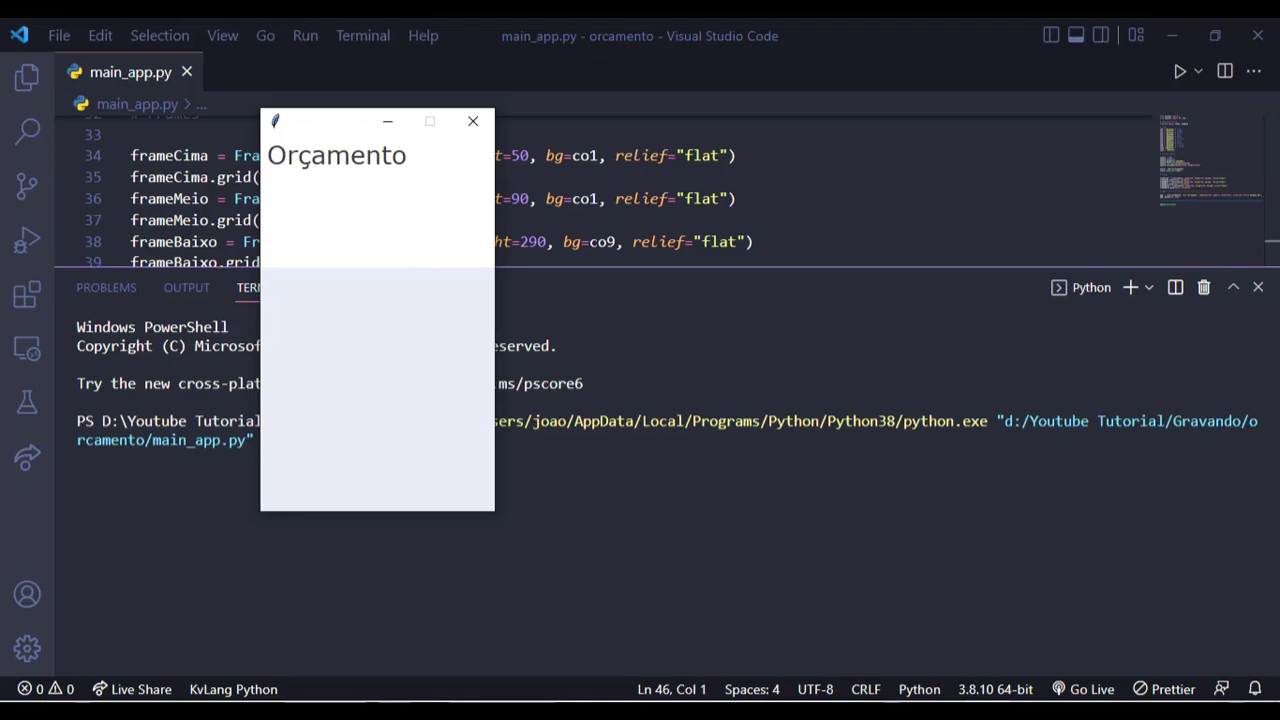 File Edit Selection View Go Run Terminal Help main_app.py - orcamento - Visual Studio Code
main_app.py
main_app.py > ...
33
34 frameCima = Fra t=50, bg=co1, relief="flat")
35 frameCima.grid(
36 frameMeio = Fra t=90, bg=co1, relief="flat")
37 frameMeio.grid(
38 frameBaixo = Fr ht=290, bg=co9, relief="flat")
39 frameBaixo.grid
Orçamento
PROBLEMS OUTPUT TER Python
Windows PowerShell
Copyright (C) Microsof eserved.
Try the new cross-plat ms/pscore6
PS D:\Youtube Tutorial ers/joao/AppData/Local/Programs/Python/Python38/python.exe "d:/Youtube Tutorial/Gravando/o
rcamento/main_app.py"
0 0 Live Share KvLang Python Ln 46, Col 1 Spaces: 4 UTF-8 CRLF Python 3.8.10 64-bit Go Live Prettier